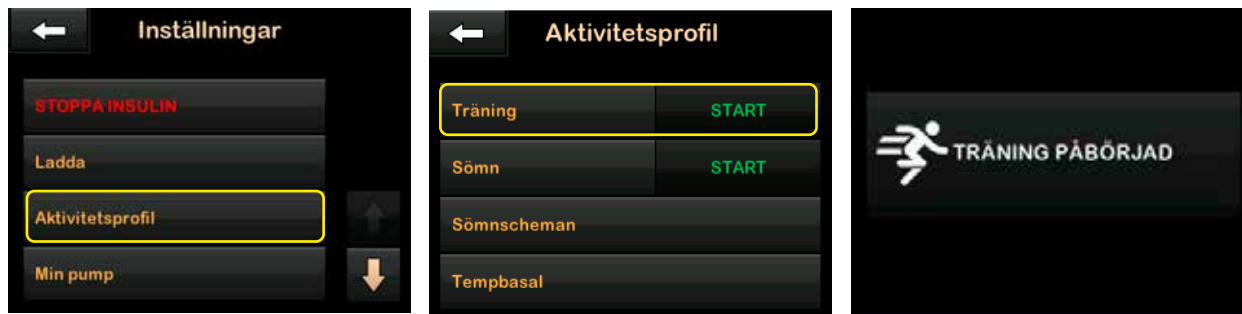 Inställningar
STOPPA INSULIN
Ladda
Aktivitetsprofil
Min pump
Aktivitetsprofil
Träning START
Sömn START
Sömnscheman
Tempbasal
TRÄNING PÅBÖRJAD